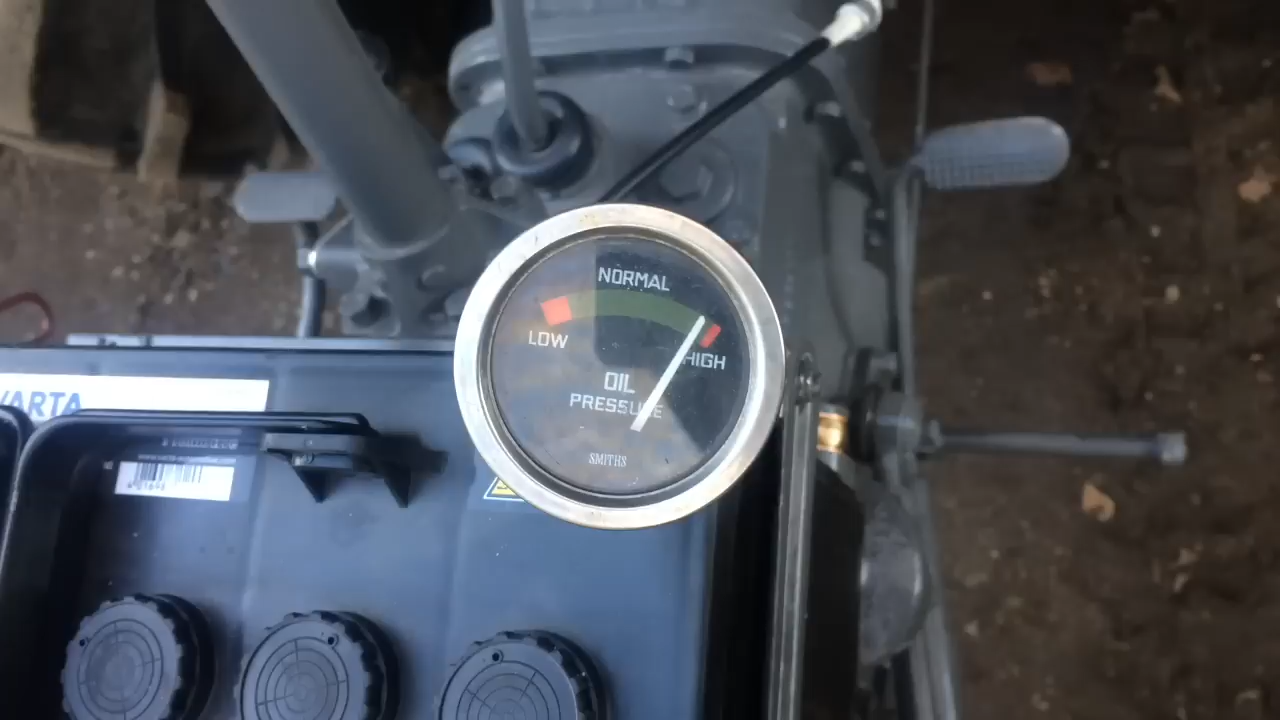 NORMAL
LOW
HIGH
OIL
PRESSURE
SMITHS
VARTA